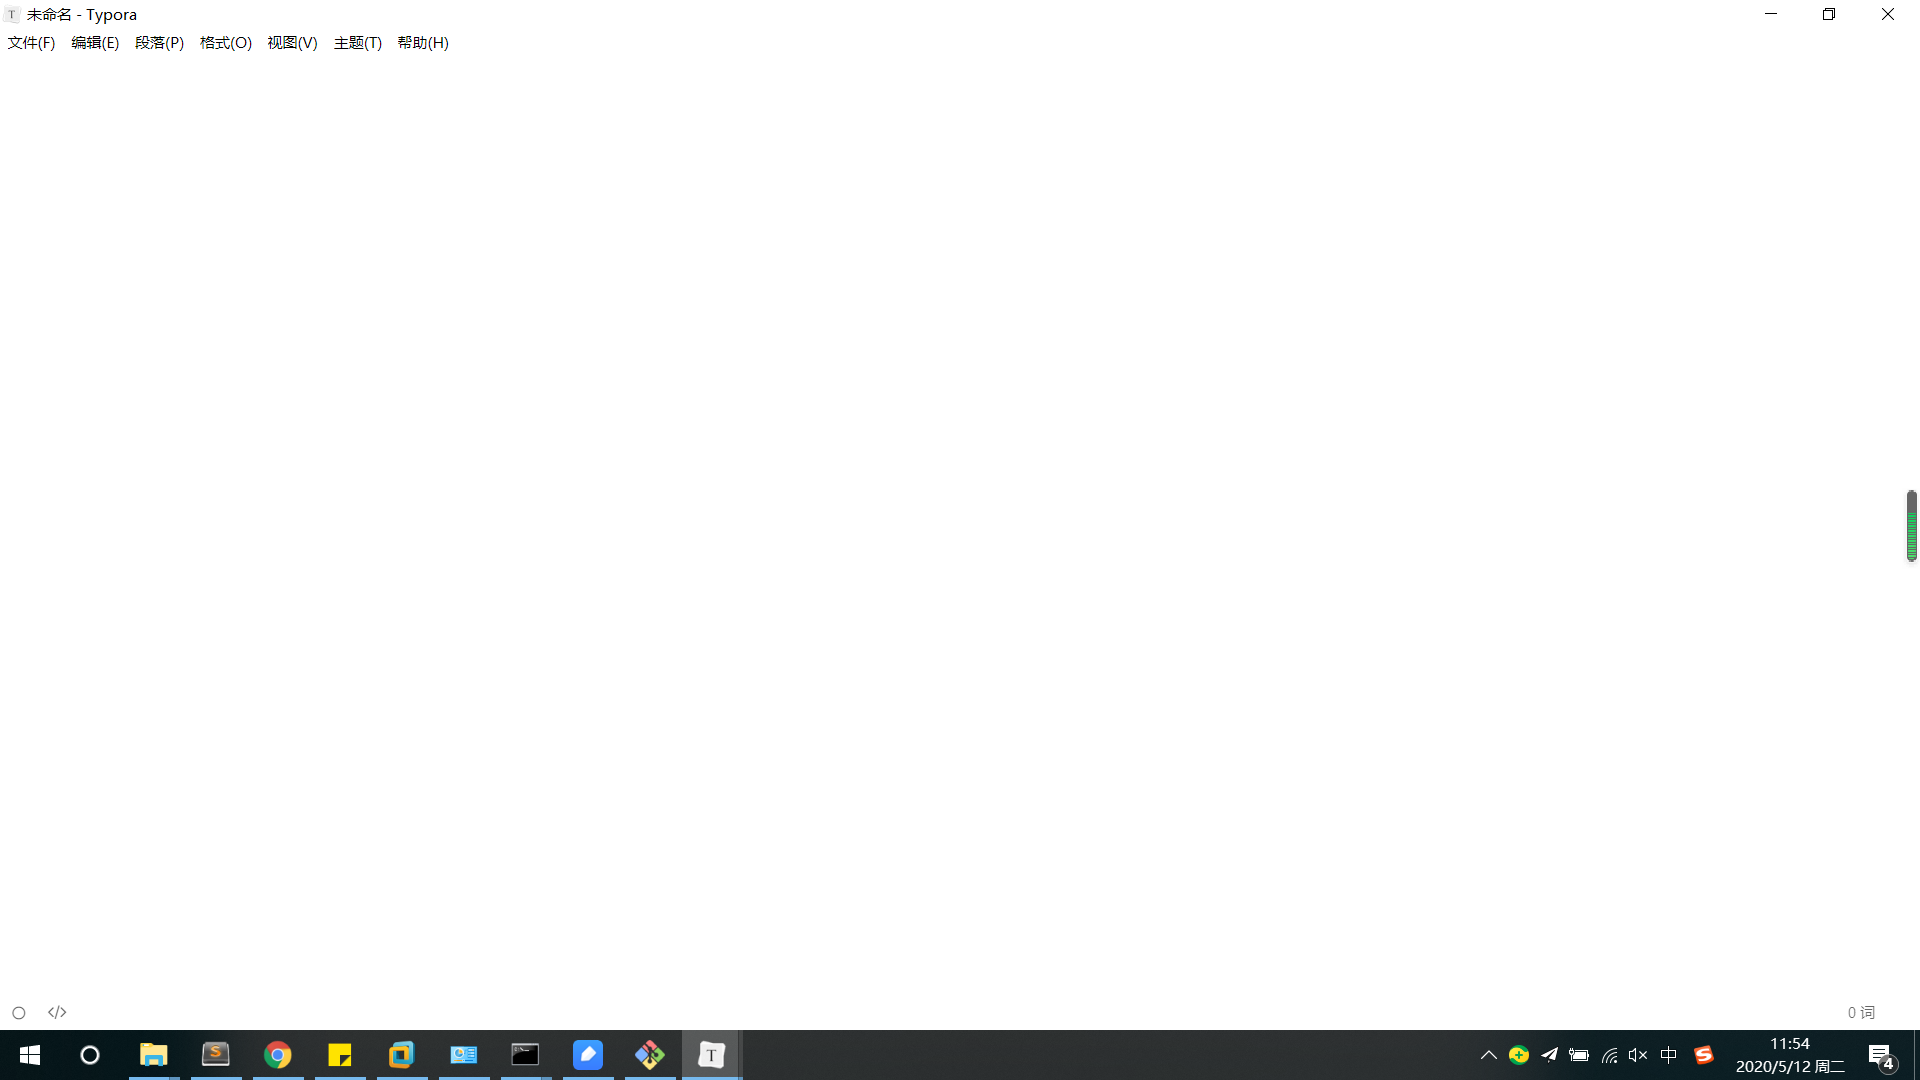 未命名 - Typora
文件(F) 编辑(E) 段落(P) 格式(O) 视图(V) 主题(T) 帮助(H)
0 词
中
11:54
2020/5/12 周二
4